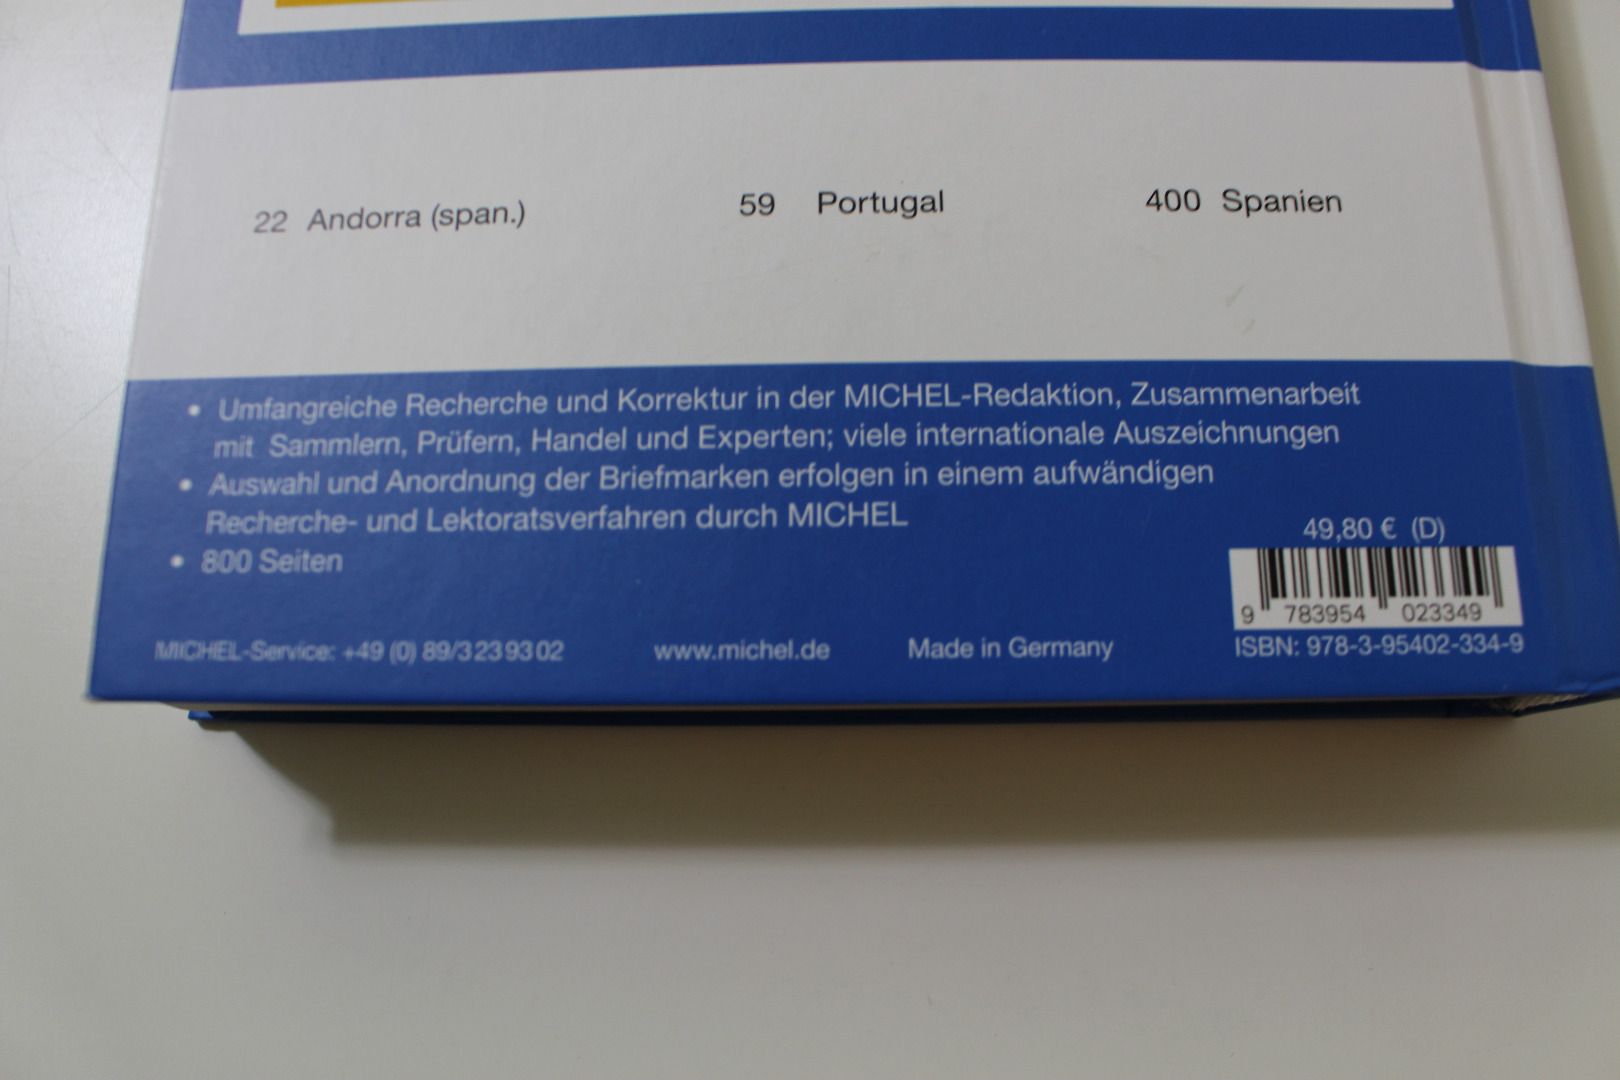 22 Andorra (span.) 59 Portugal 400 Spanien
• Umfangreiche Recherche und Korrektur in der MICHEL-Redaktion, Zusammenarbeit
mit Sammlern, Prüfern, Handel und Experten; viele internationale Auszeichnungen
• Auswahl und Anordnung der Briefmarken erfolgen in einem aufwändigen
Recherche- und Lektoratsverfahren durch MICHEL
• 800 Seiten
49,80 € (D)
9 783954 023349
MICHEL-Service: +49 (0) 89/3 23 93 02 www.michel.de Made in Germany ISBN: 978-3-95402-334-9